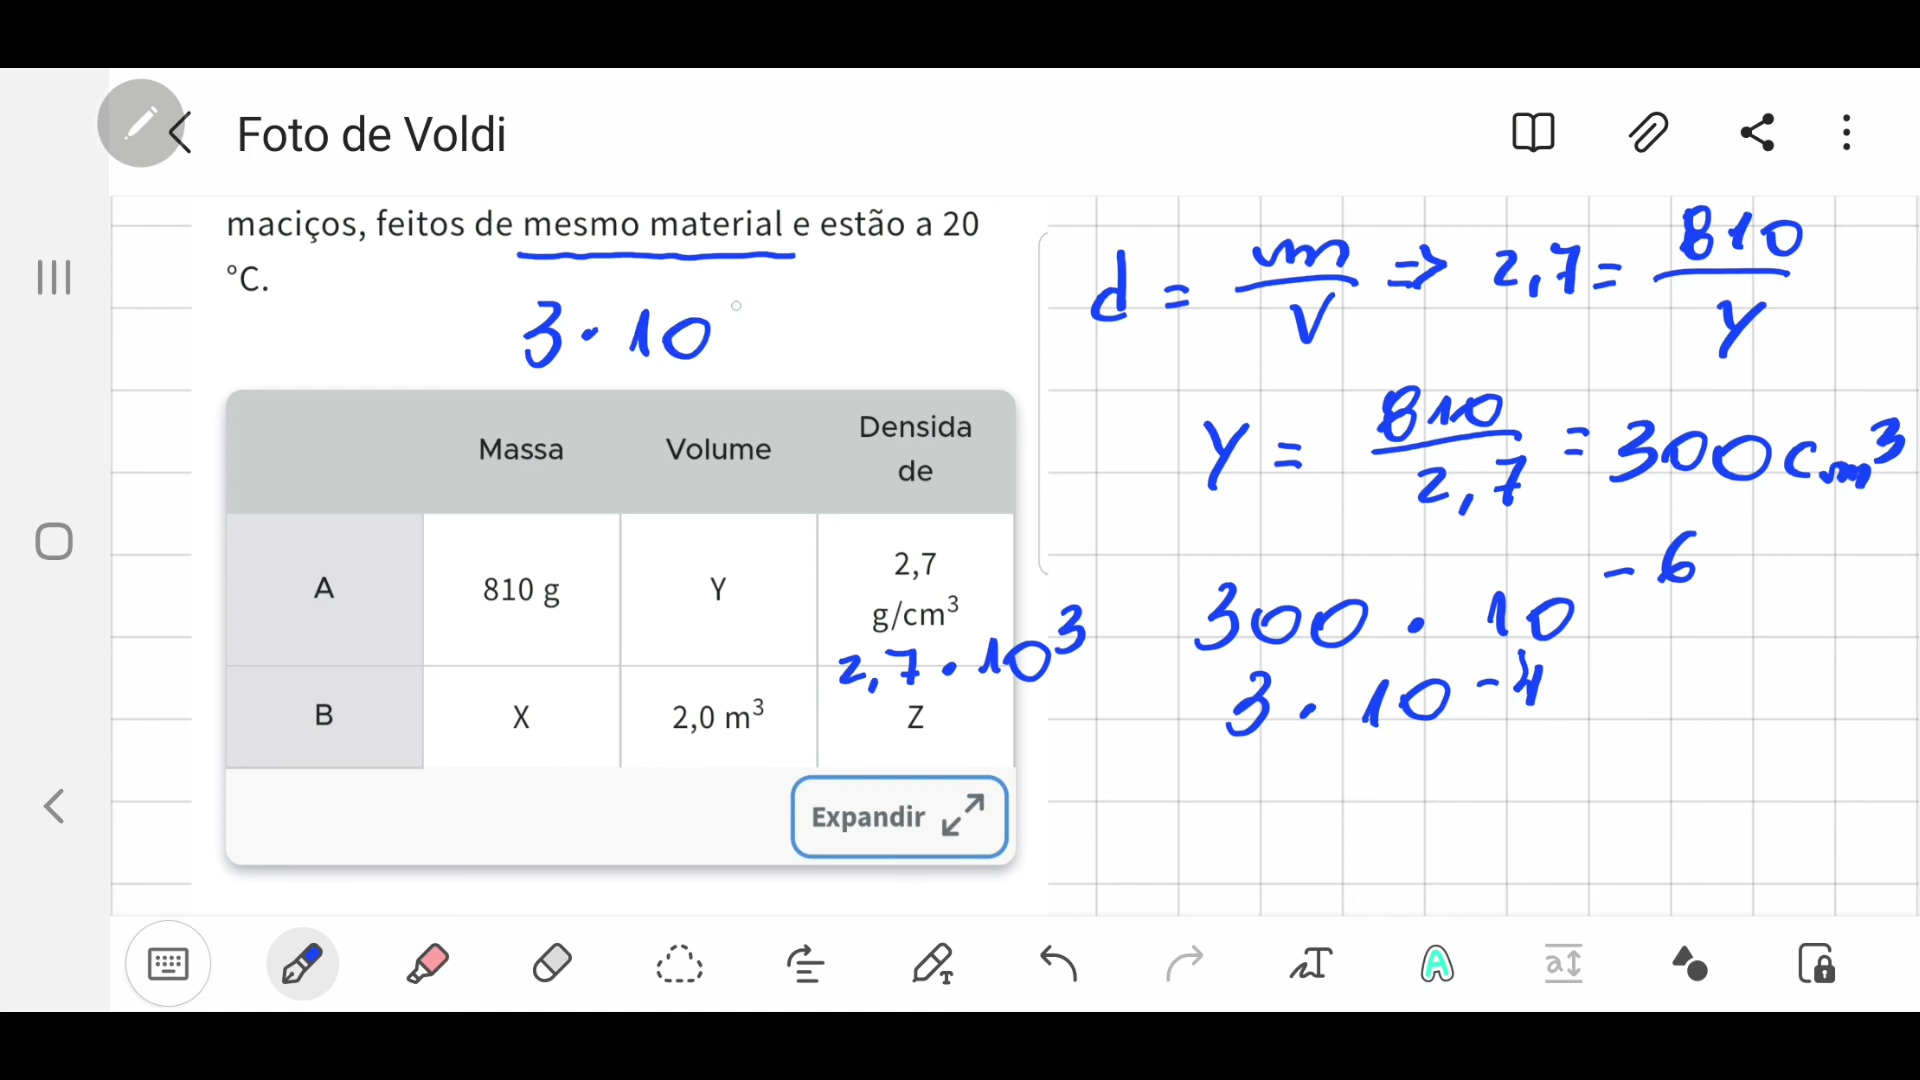 Foto de Voldi
maciços, feitos de mesmo material e estão a 20
°C.
3 · 10
Massa Volume Densida
de
A 810 g Y 2,7
g/cm³
2,7 · 10³
B X 2,0 m³ Z
Expandir
d = m/V => 2,7 = 810/Y
Y = 810/2,7 = 300 cm³
300 · 10⁻⁶
3 · 10⁻⁴
T
T
A
a